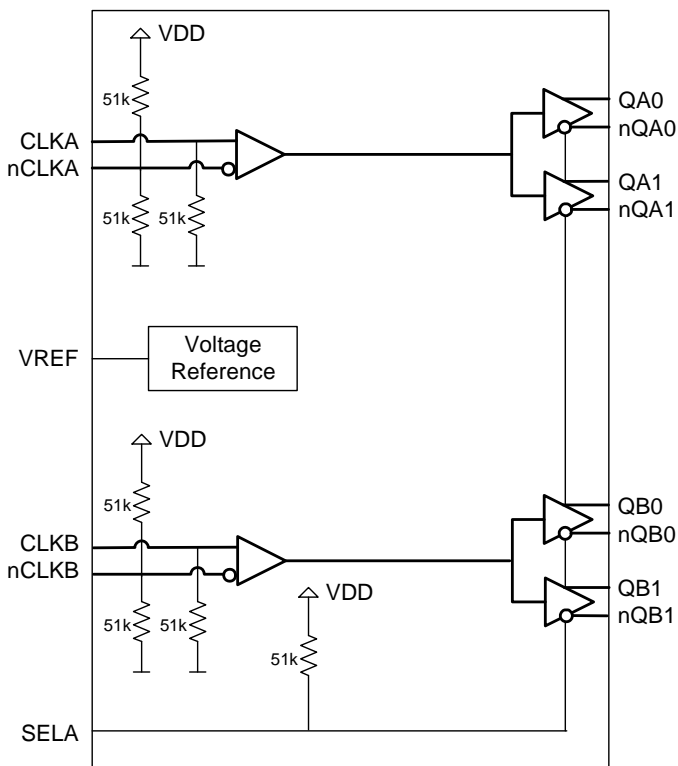 VDD
51k
QA0
CLKA
nQA0
nCLKA
QA1
51k
51k
nQA1
VREF
Voltage
Reference
VDD
51k
QB0
CLKB
nQB0
nCLKB
VDD
QB1
51k
51k
nQB1
51k
SELA